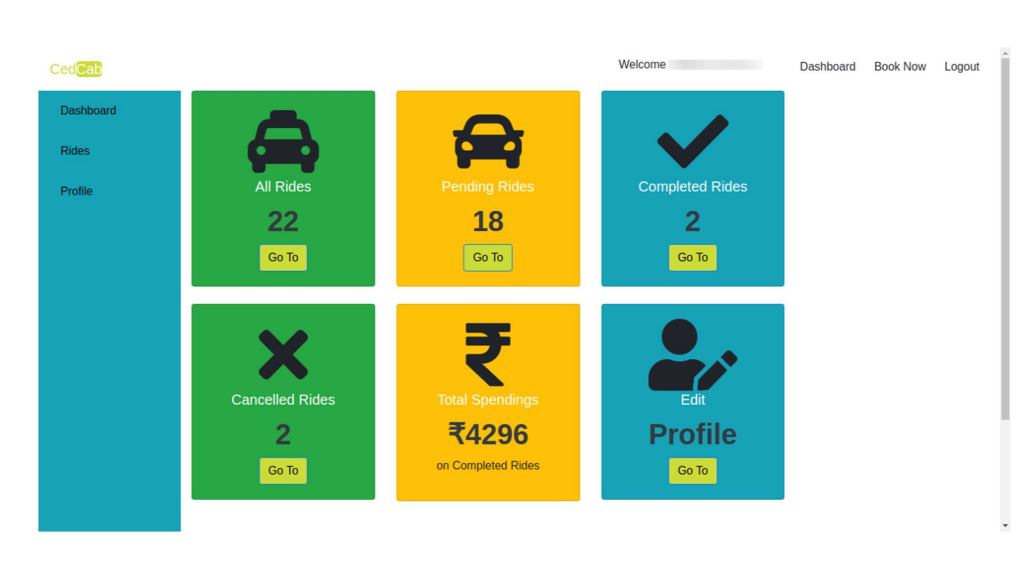 CedCab
Welcome
Dashboard
Book Now
Logout
Dashboard
Rides
Profile
All Rides
22
Go To
Pending Rides
18
Go To
Completed Rides
2
Go To
Cancelled Rides
2
Go To
Total Spendings
₹4296
on Completed Rides
Edit
Profile
Go To